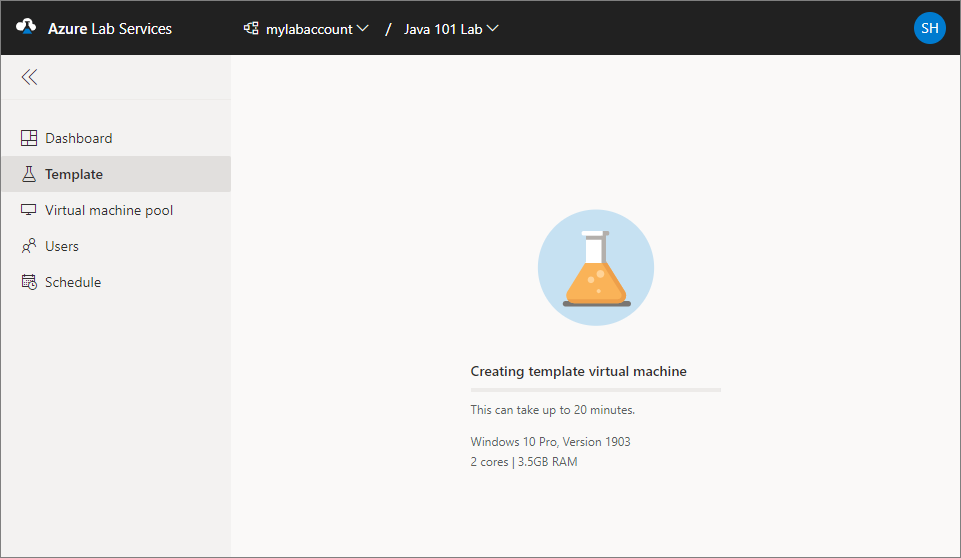 Azure Lab Services
mylabaccount / Java 101 Lab
SH
Dashboard
Template
Virtual machine pool
Users
Schedule
Creating template virtual machine
This can take up to 20 minutes.
Windows 10 Pro, Version 1903
2 cores | 3.5GB RAM